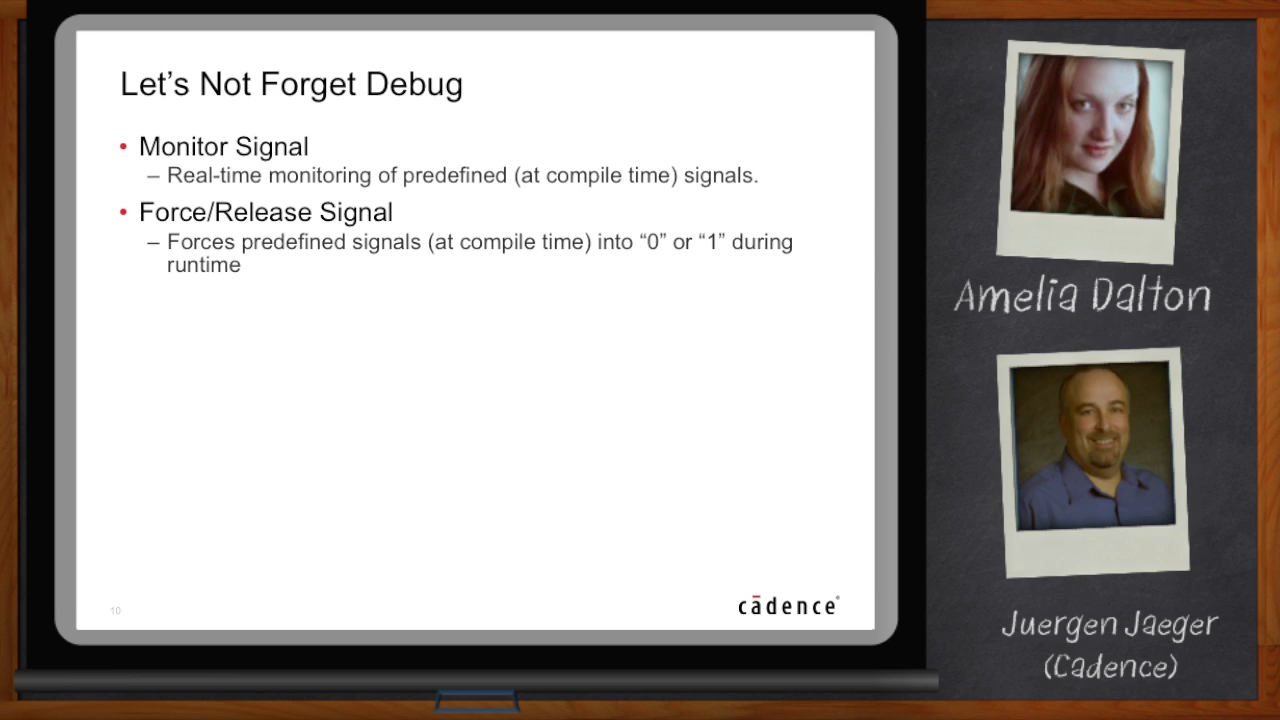 Let’s Not Forget Debug
• Monitor Signal
– Real-time monitoring of predefined (at compile time) signals.
• Force/Release Signal
– Forces predefined signals (at compile time) into “0” or “1” during
runtime
10
cādence®
Amelia Dalton
Juergen Jaeger
(Cadence)